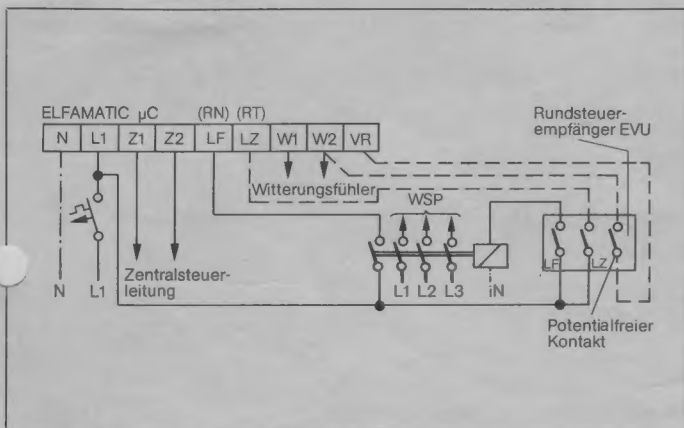 ELFAMATIC µC (RN) (RT)
N L1 Z1 Z2 LF LZ W1 W2 VR
Rundsteuer-
empfänger EVU
Witterungsfühler
WSP
LF LZ
Zentralsteuer-
leitung
N L1
L1 L2 L3 iN
Potentialfreier
Kontakt